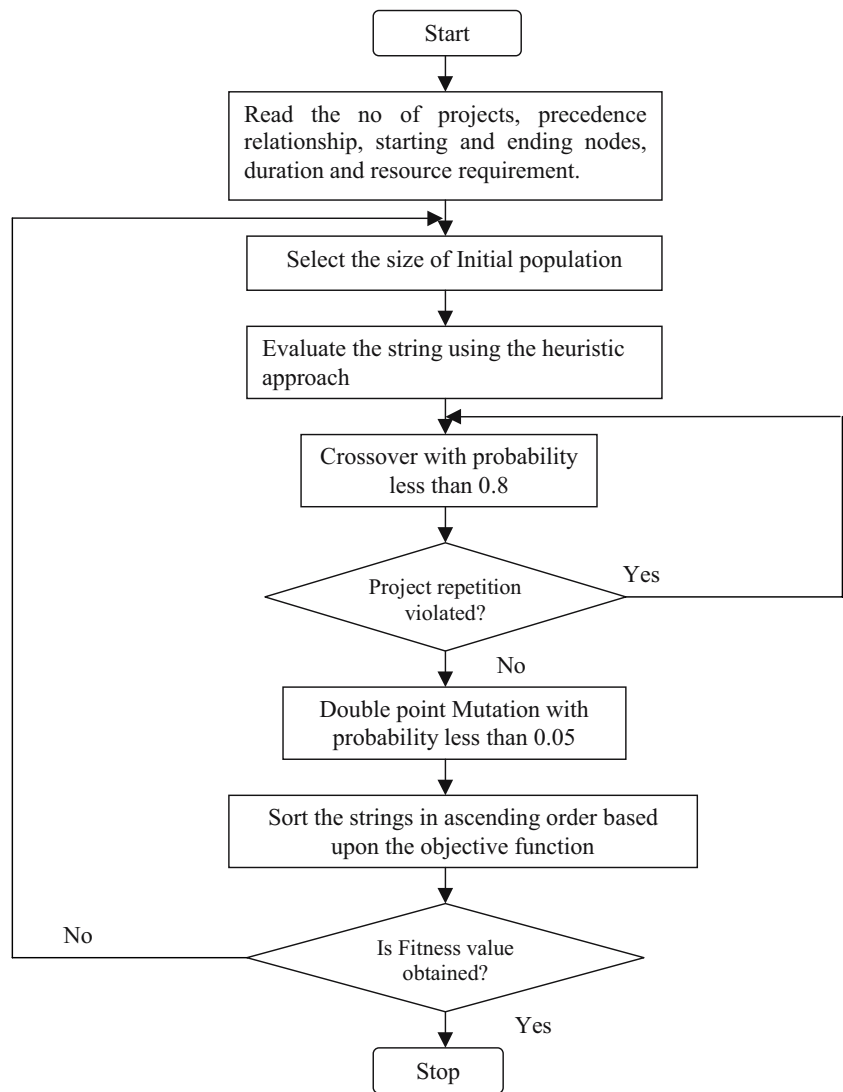 Start
Read the no of projects, precedence
relationship, starting and ending nodes,
duration and resource requirement.
Select the size of Initial population
Evaluate the string using the heuristic
approach
Crossover with probability
less than 0.8
Project repetition
violated?
Yes
No
Double point Mutation with
probability less than 0.05
Sort the strings in ascending order based
upon the objective function
No
Is Fitness value
obtained?
Yes
Stop